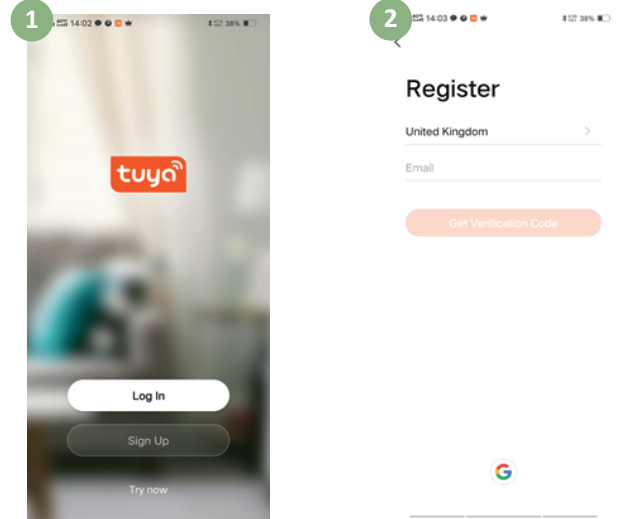 1
14:02
38%
tuya
Log In
Sign Up
Try now
2
14:03
38%
Register
United Kingdom
Email
Get Verification Code
G